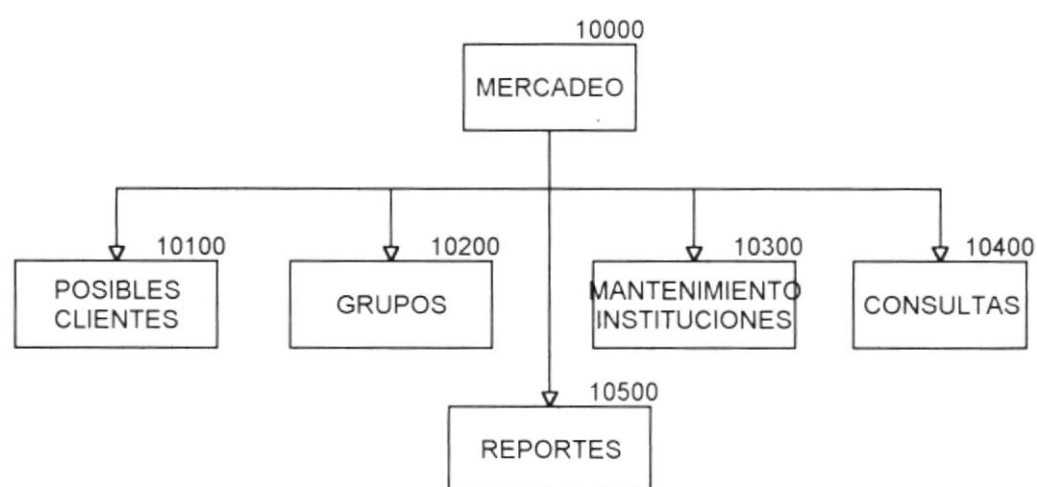 10000
MERCADEO
10100
10200
10300
10400
POSIBLES
CLIENTES
GRUPOS
MANTENIMIENTO
INSTITUCIONES
CONSULTAS
10500
REPORTES